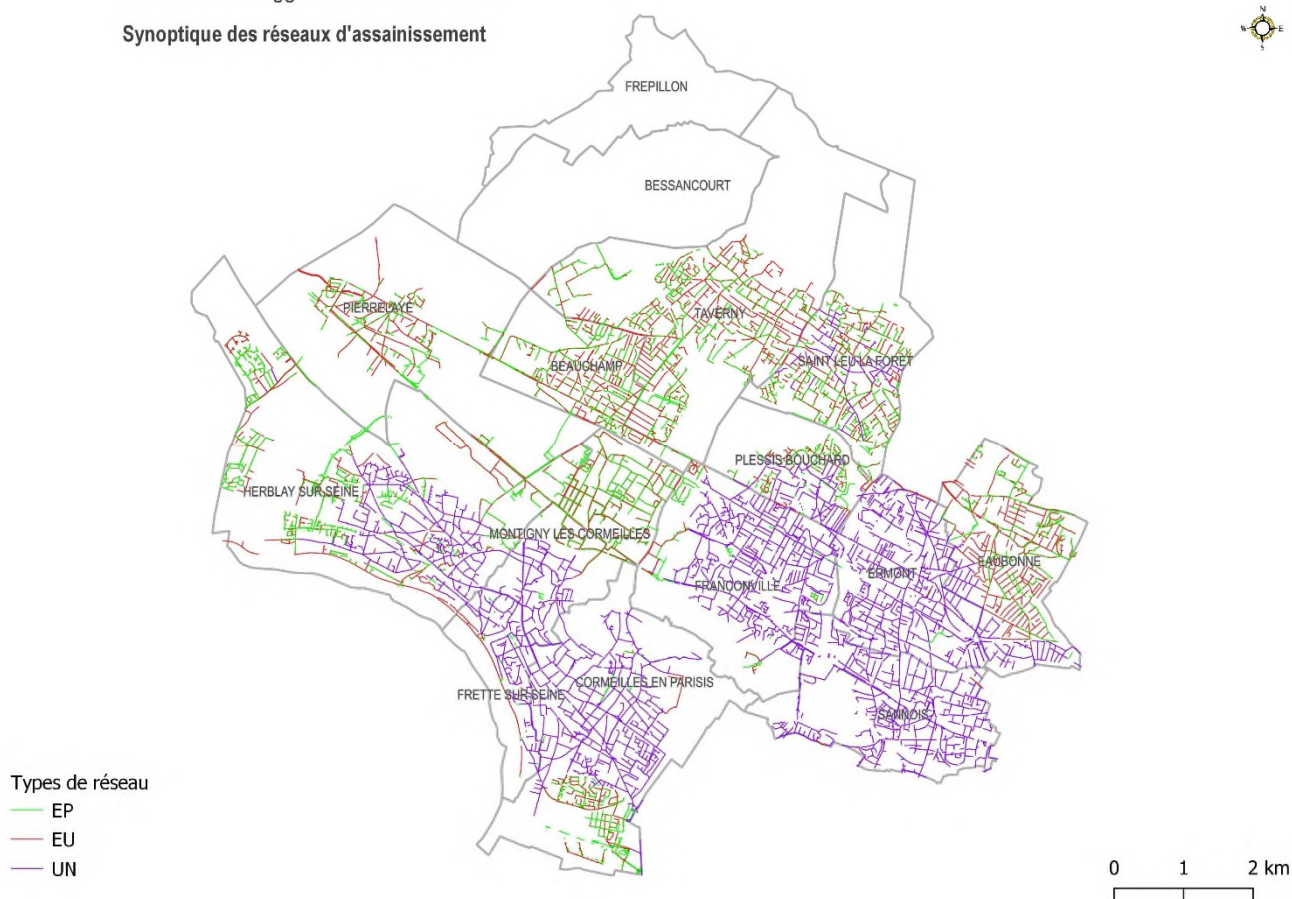 Synoptique des réseaux d'assainissement
N
W E
S
FREPILLON
BESSANCOURT
PIERRELAYE
TAVERNY
BEAUCHAMP
SAINT LEU LA FORET
PLESSIS BOUCHARD
HERBLAY SUR SEINE
MONTIGNY LES CORMEILLES
FRANCONVILLE
ERMONT
EAUBONNE
FRETTE SUR SEINE
CORMEILLES EN PARISIS
SANNOIS
Types de réseau
EP
EU
UN
0 1 2 km